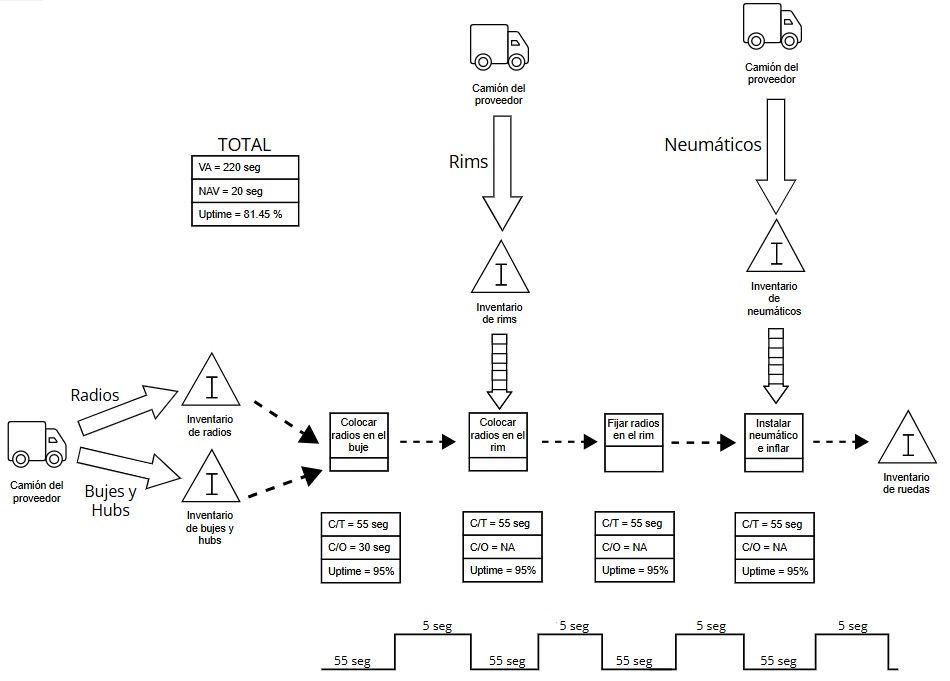 Camión del
proveedor
Camión del
proveedor
TOTAL
VA = 220 seg
NAV = 20 seg
Uptime = 81.45 %
Rims
Neumáticos
I
Inventario
de rims
I
Inventario
de
neumáticos
Radios
I
Inventario
de radios
Camión del
proveedor
Bujes y
Hubs
I
Inventario
de bujes y
hubs
Colocar
radios en el
buje
Colocar
radios en el
rim
Fijar radios
en el rim
Instalar
neumático
e inflar
I
Inventario
de ruedas
C/T = 55 seg
C/O = 30 seg
Uptime = 95%
C/T = 55 seg
C/O = NA
Uptime = 95%
C/T = 55 seg
C/O = NA
Uptime = 95%
C/T = 55 seg
C/O = NA
Uptime = 95%
55 seg
5 seg
55 seg
5 seg
55 seg
5 seg
55 seg
5 seg